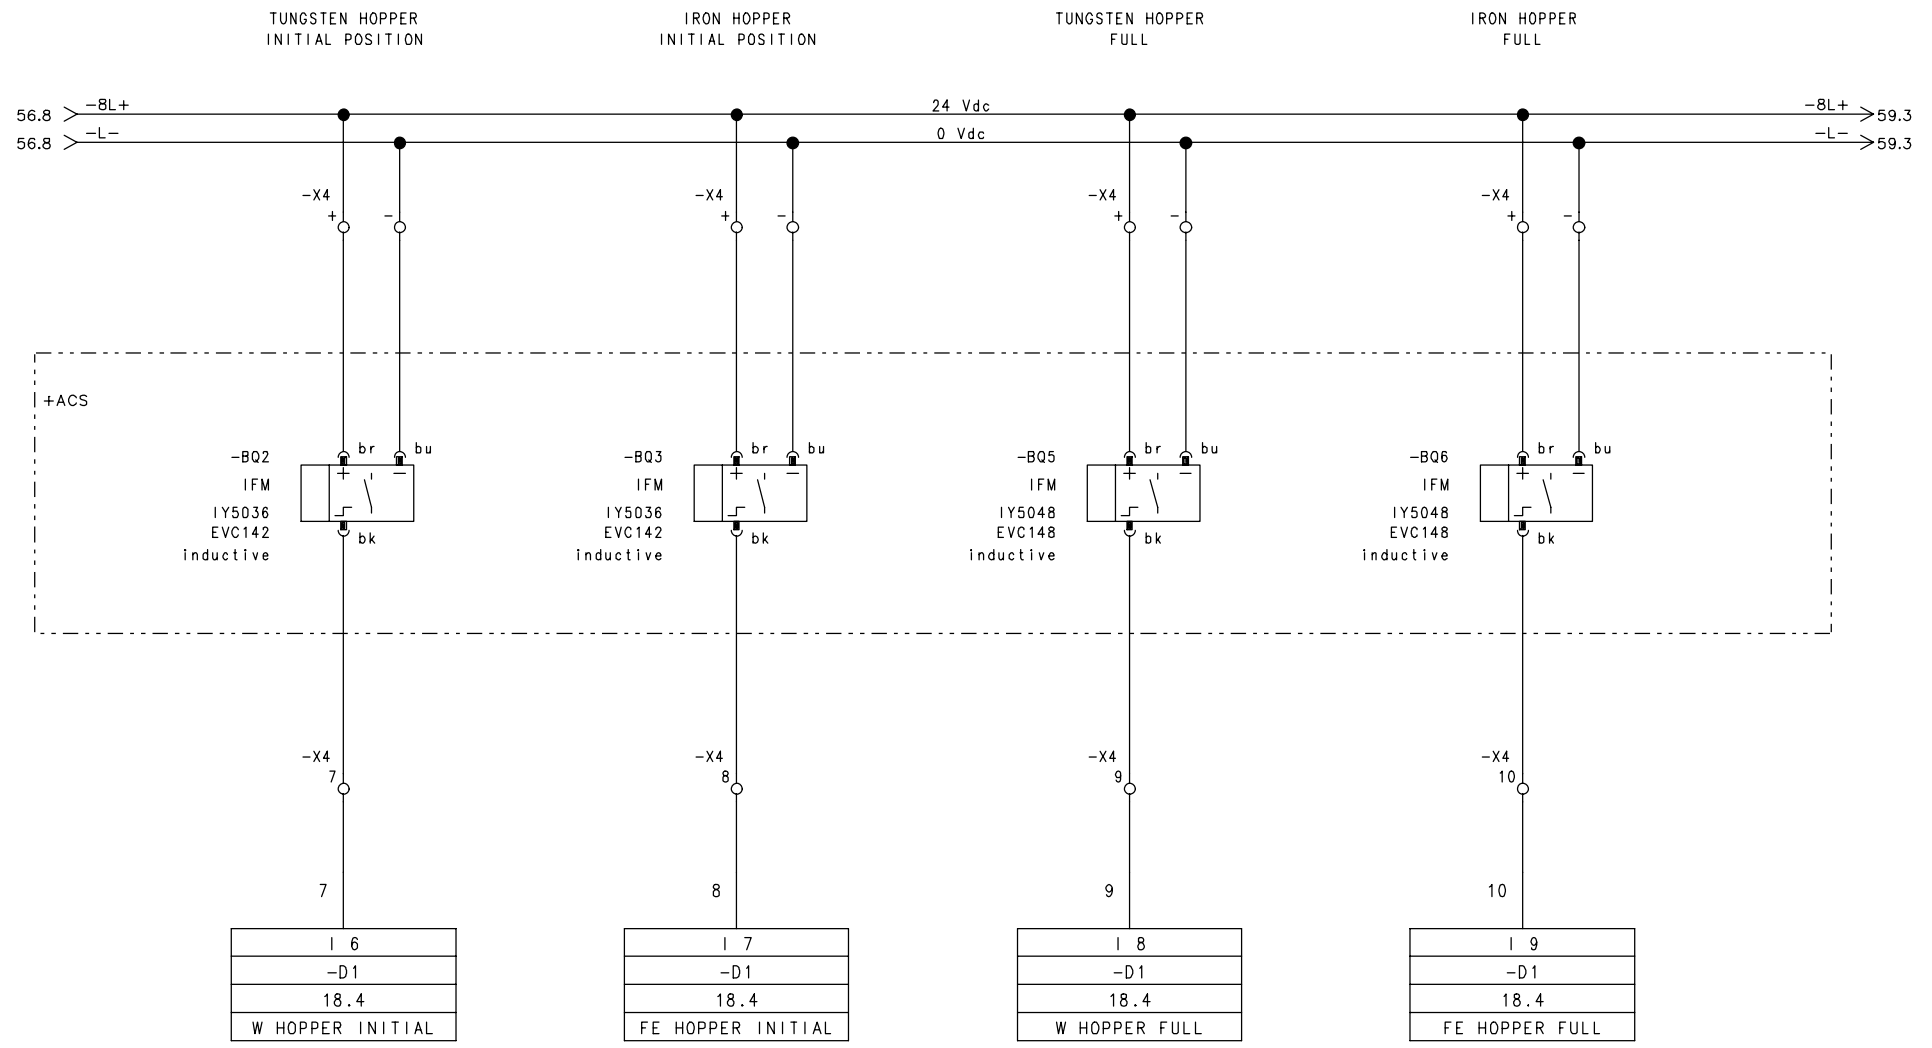 TUNGSTEN HOPPER
INITIAL POSITION
IRON HOPPER
INITIAL POSITION
TUNGSTEN HOPPER
FULL
IRON HOPPER
FULL
56.8
-8L+
24 Vdc
-8L+
59.3
56.8
-L-
0 Vdc
-L-
59.3
-X4
+ -
-X4
+ -
-X4
+ -
-X4
+ -
+ACS
-BQ2
IFM
IY5036
EVC142
inductive
br
bu
+ -
bk
-BQ3
IFM
IY5036
EVC142
inductive
br
bu
+ -
bk
-BQ5
IFM
IY5048
EVC148
inductive
br
bu
+ -
bk
-BQ6
IFM
IY5048
EVC148
inductive
br
bu
+ -
bk
-X4
7
-X4
8
-X4
9
-X4
10
7
8
9
10
I 6
-D1
18.4
W HOPPER INITIAL
I 7
-D1
18.4
FE HOPPER INITIAL
I 8
-D1
18.4
W HOPPER FULL
I 9
-D1
18.4
FE HOPPER FULL